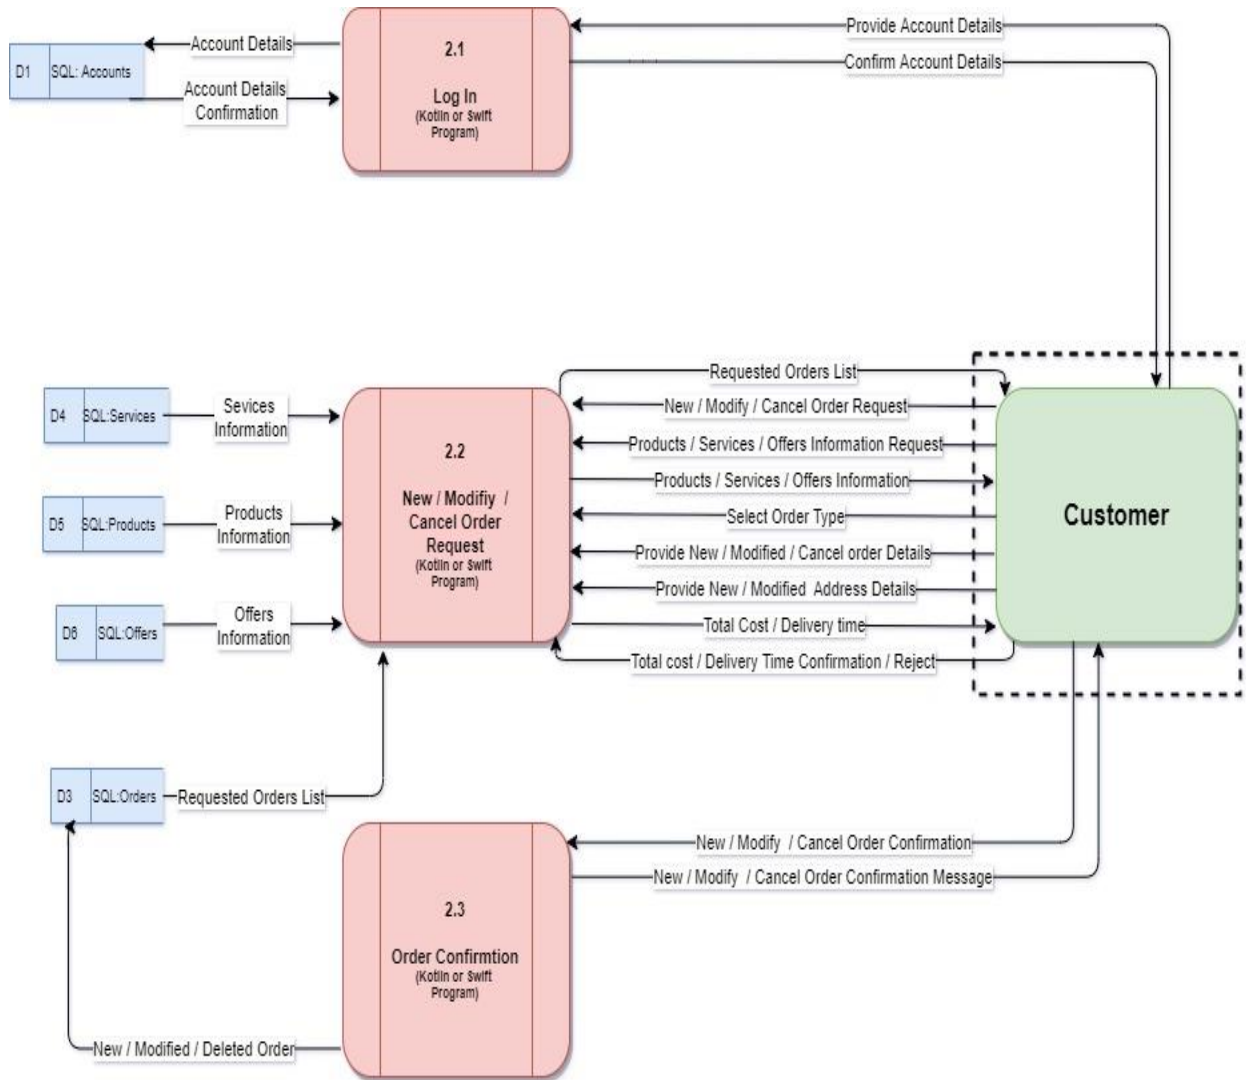 Provide Account Details
Account Details
2.1
Confirm Account Details
D1
SQL: Accounts
Account Details
Confirmation
Log In
(Kotlin or Swift
Program)
Requested Orders List
New / Modify / Cancel Order Request
D4
SQL:Services
Sevices
Information
Products / Services / Offers Information Request
2.2
Products / Services / Offers Information
New / Modifiy /
Cancel Order
Request
(Kotlin or Swift
Program)
D5
SQL:Products
Products
Information
Select Order Type
Customer
Provide New / Modified / Cancel order Details
Provide New / Modified Address Details
D6
SQL:Offers
Offers
Information
Total Cost / Delivery time
Total cost / Delivery Time Confirmation / Reject
D3
SQL:Orders
Requested Orders List
New / Modify / Cancel Order Confirmation
New / Modify / Cancel Order Confirmation Message
2.3
Order Confirmtion
(Kotlin or Swift
Program)
New / Modified / Deleted Order